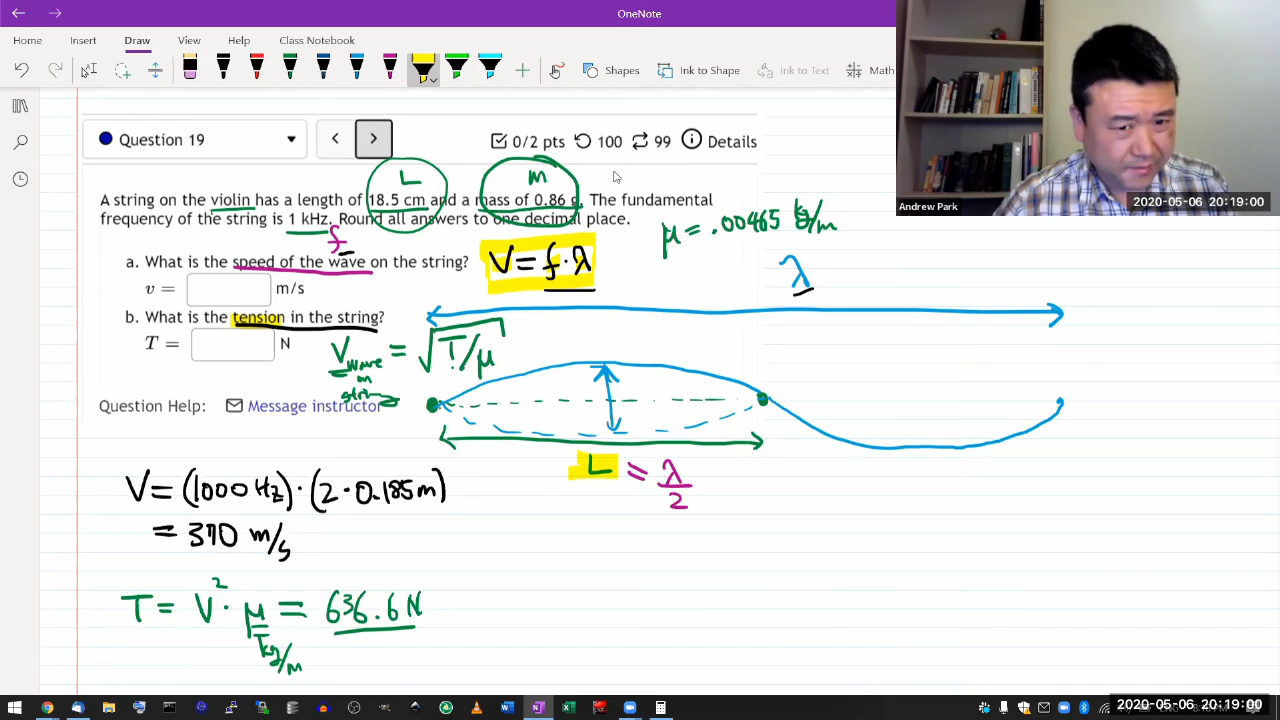 OneNote
Home Insert Draw View Help Class Notebook
Shapes Ink to Shape Ink to Text Math
Question 19
0/2 pts 100 99 Details
L m
A string on the violin has a length of 18.5 cm and a mass of 0.86 g. The fundamental
frequency of the string is 1 kHz. Round all answers to one decimal place.
f
μ = .00465 kg/m
a. What is the speed of the wave on the string?
V = f·λ
λ
v = m/s
b. What is the tension in the string?
T = N
V wave = √T/μ
Question Help: Message instructor
L = λ/2
V = (1000 Hz)·(2·0.185m)
= 370 m/s
T = V²·μ = 636.6 N
kg/m
Andrew Park
2020-05-06 20:19:00
2020-05-06 20:19:00